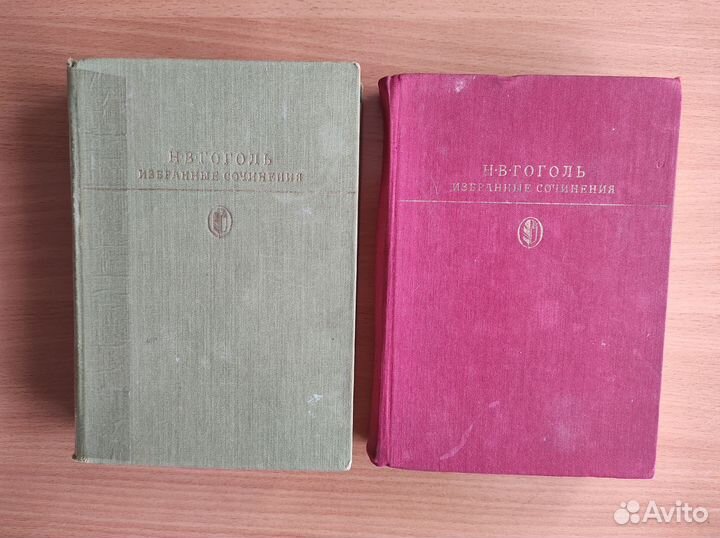 Н.В.ГОГОЛЬ
ИЗБРАННЫЕ СОЧИНЕНИЯ
Н·В·ГОГОЛЬ
ИЗБРАННЫЕ СОЧИНЕНИЯ
Avito